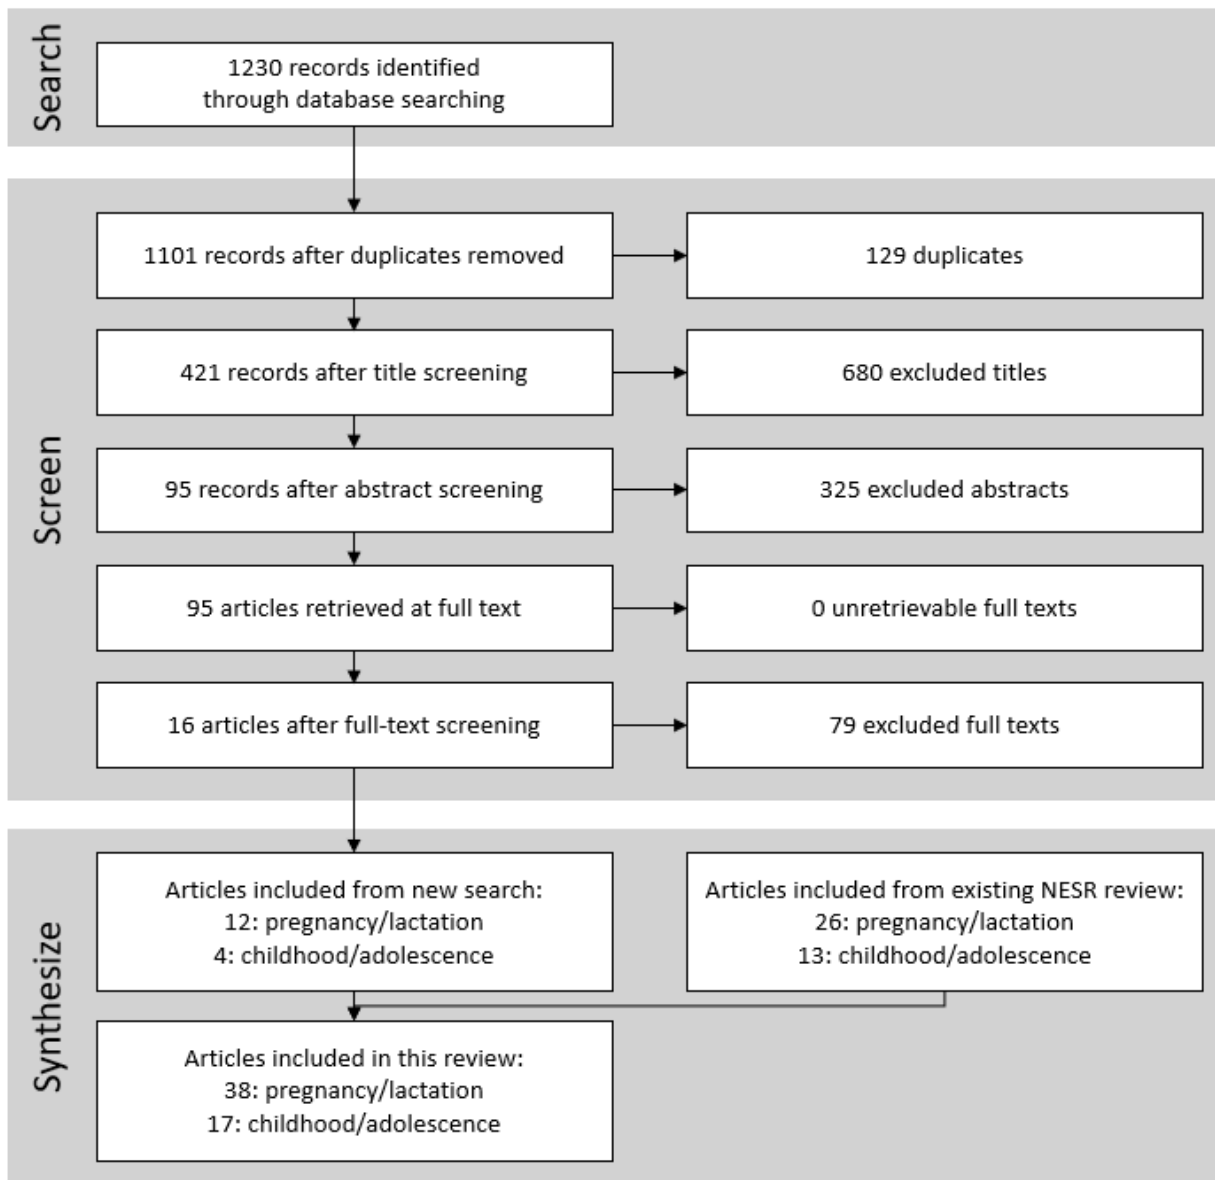 Search
1230 records identified
through database searching
Screen
1101 records after duplicates removed
129 duplicates
421 records after title screening
680 excluded titles
95 records after abstract screening
325 excluded abstracts
95 articles retrieved at full text
0 unretrievable full texts
16 articles after full-text screening
79 excluded full texts
Synthesize
Articles included from new search:
12: pregnancy/lactation
4: childhood/adolescence
Articles included from existing NESR review:
26: pregnancy/lactation
13: childhood/adolescence
Articles included in this review:
38: pregnancy/lactation
17: childhood/adolescence